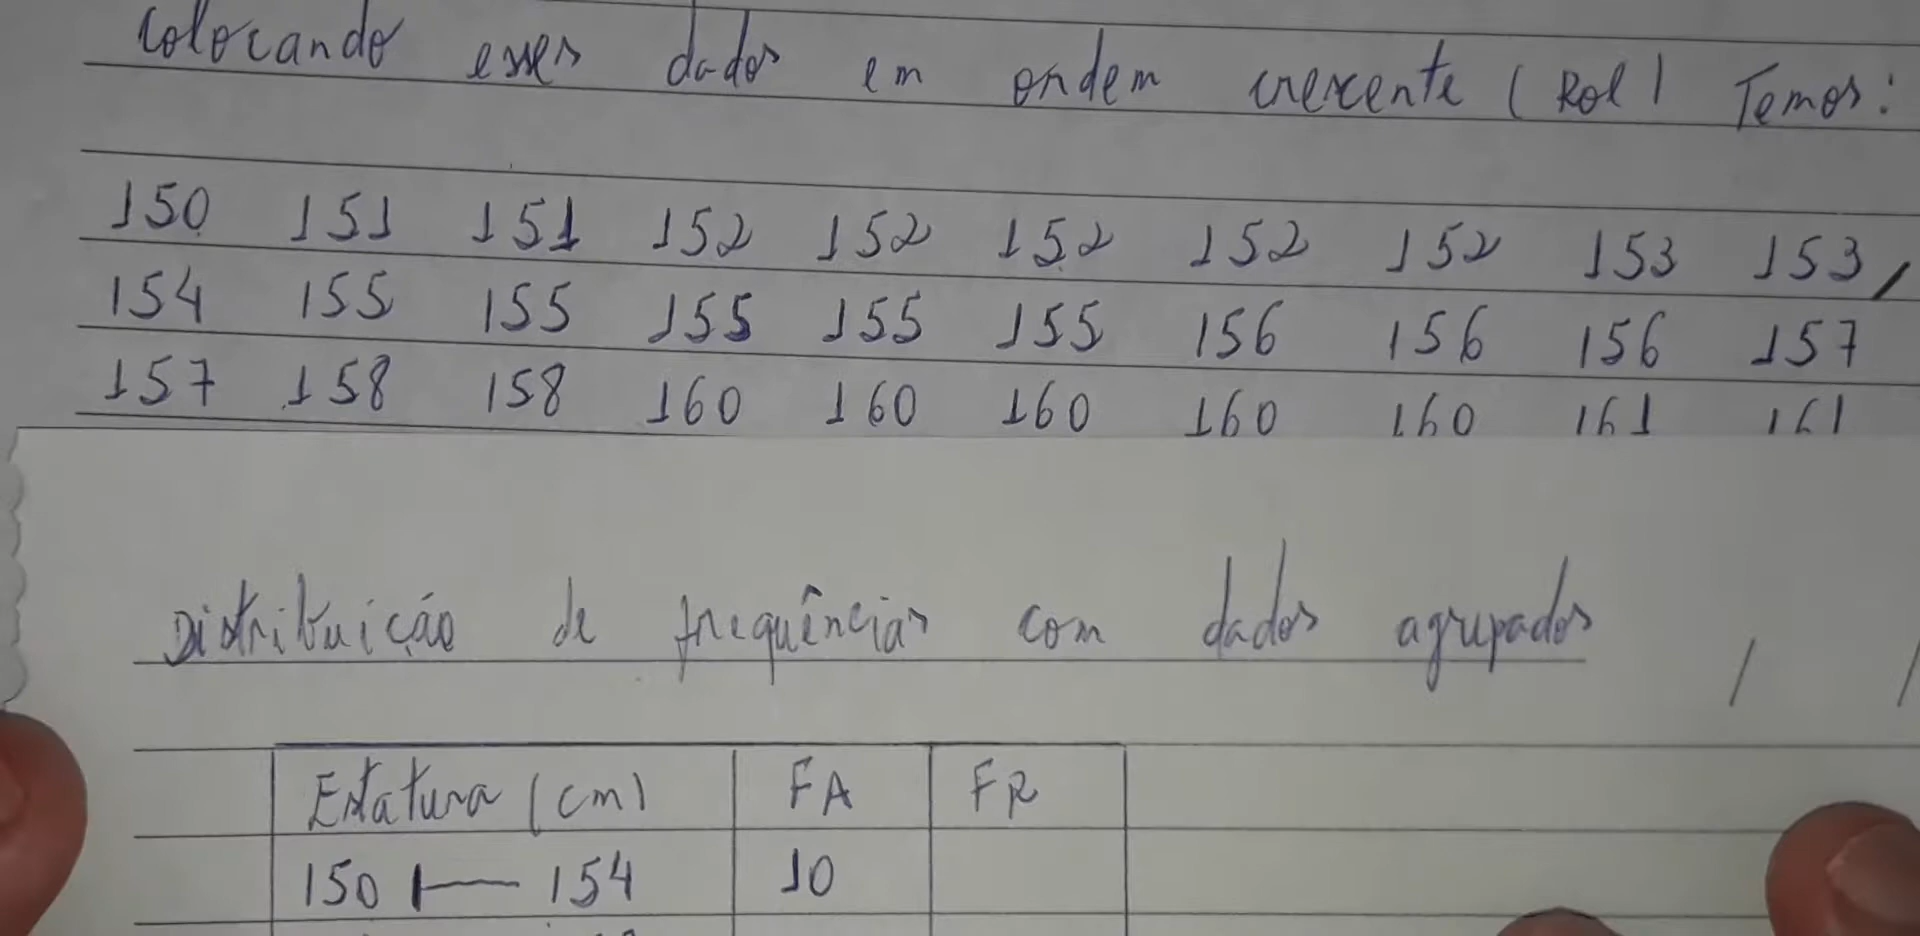 colocando esses dados em ordem crescente (Rol) Temos:
150 151 151 152 152 152 152 152 153 153,
154 155 155 155 155 155 156 156 156 157
157 158 158 160 160 160 160 160 161 161
Distribuição de frequências com dados agrupados
/ /
Estatura (cm) FA FR
150 |— 154 10